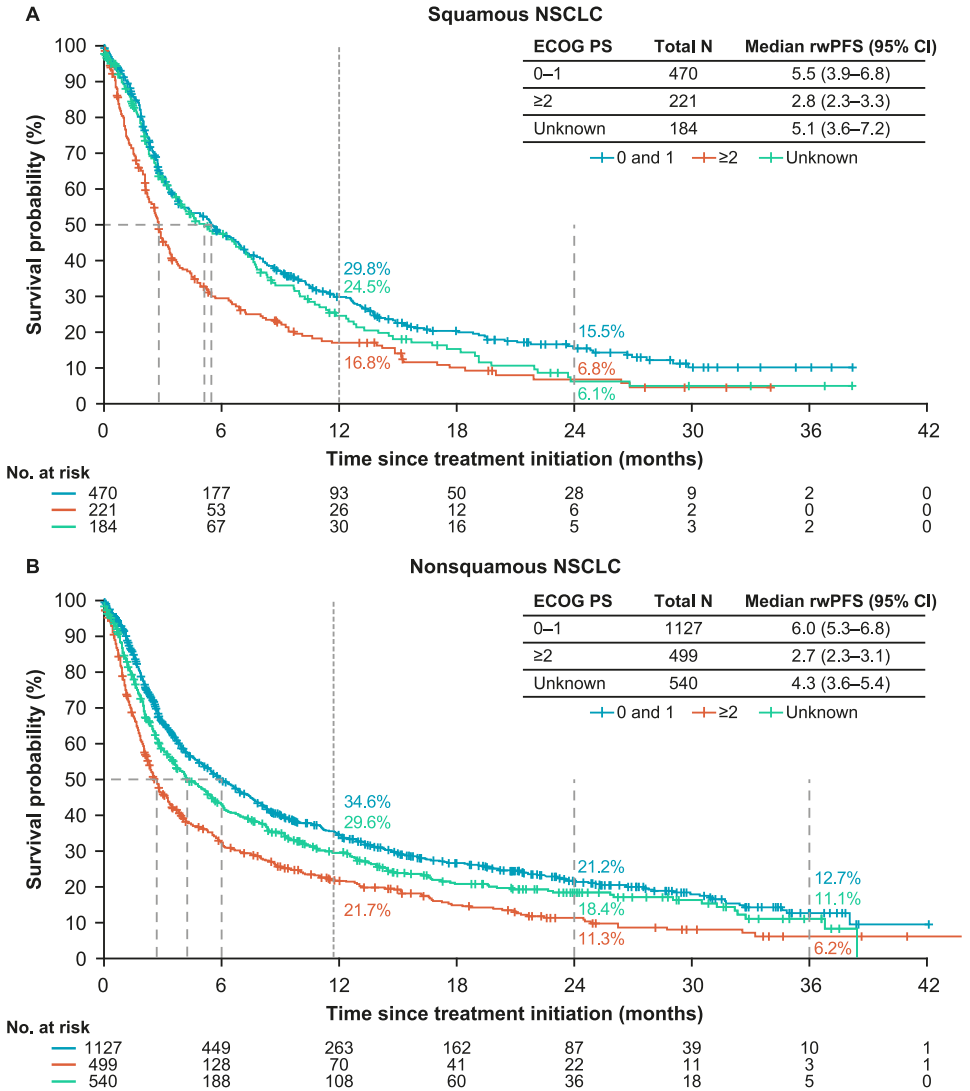 A
Squamous NSCLC
ECOG PS Total N Median rwPFS (95% CI)
0–1 470 5.5 (3.9–6.8)
≥2 221 2.8 (2.3–3.3)
Unknown 184 5.1 (3.6–7.2)
0 and 1 ≥2 Unknown
Survival probability (%)
100
90
80
70
60
50
40
30
20
10
0
29.8%
24.5%
16.8%
15.5%
6.8%
6.1%
0 6 12 18 24 30 36 42
Time since treatment initiation (months)
No. at risk
470 177 93 50 28 9 2 0
221 53 26 12 6 2 0 0
184 67 30 16 5 3 2 0
B
Nonsquamous NSCLC
ECOG PS Total N Median rwPFS (95% CI)
0–1 1127 6.0 (5.3–6.8)
≥2 499 2.7 (2.3–3.1)
Unknown 540 4.3 (3.6–5.4)
0 and 1 ≥2 Unknown
Survival probability (%)
100
90
80
70
60
50
40
30
20
10
0
34.6%
29.6%
21.7%
21.2%
18.4%
11.3%
12.7%
11.1%
6.2%
0 6 12 18 24 30 36 42
Time since treatment initiation (months)
No. at risk
1127 449 263 162 87 39 10 1
499 128 70 41 22 11 3 1
540 188 108 60 36 18 5 0